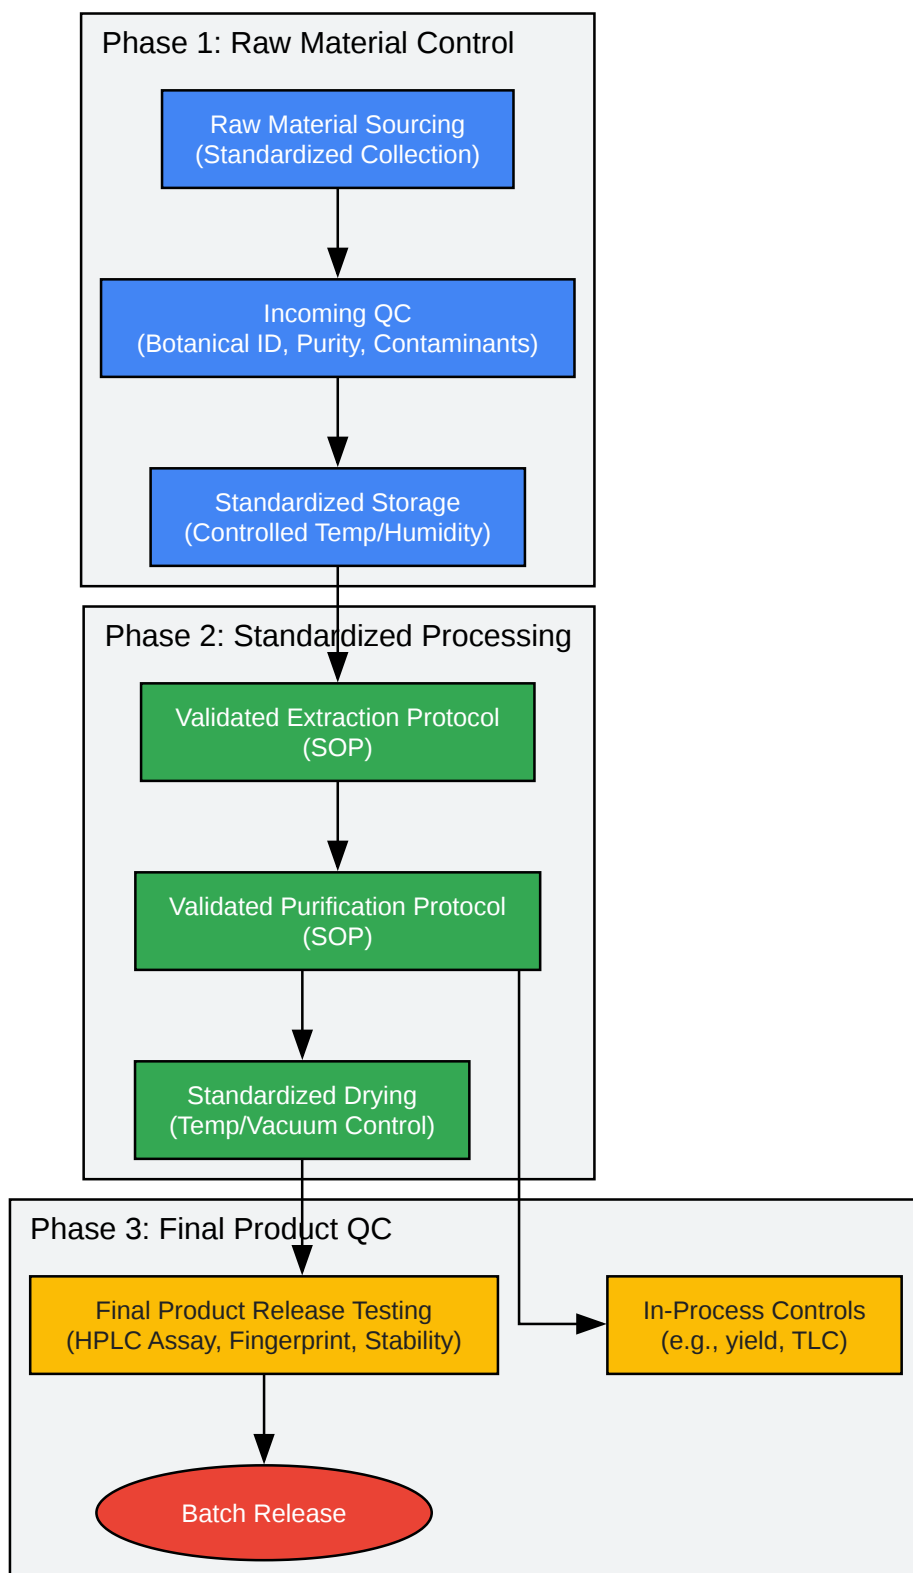 Phase 1: Raw Material Control
Raw Material Sourcing
(Standardized Collection)
Incoming QC
(Botanical ID, Purity, Contaminants)
Standardized Storage
(Controlled Temp/Humidity)
Phase 2: Standardized Processing
Validated Extraction Protocol
(SOP)
Validated Purification Protocol
(SOP)
Standardized Drying
(Temp/Vacuum Control)
Phase 3: Final Product QC
Final Product Release Testing
(HPLC Assay, Fingerprint, Stability)
In-Process Controls
(e.g., yield, TLC)
Batch Release